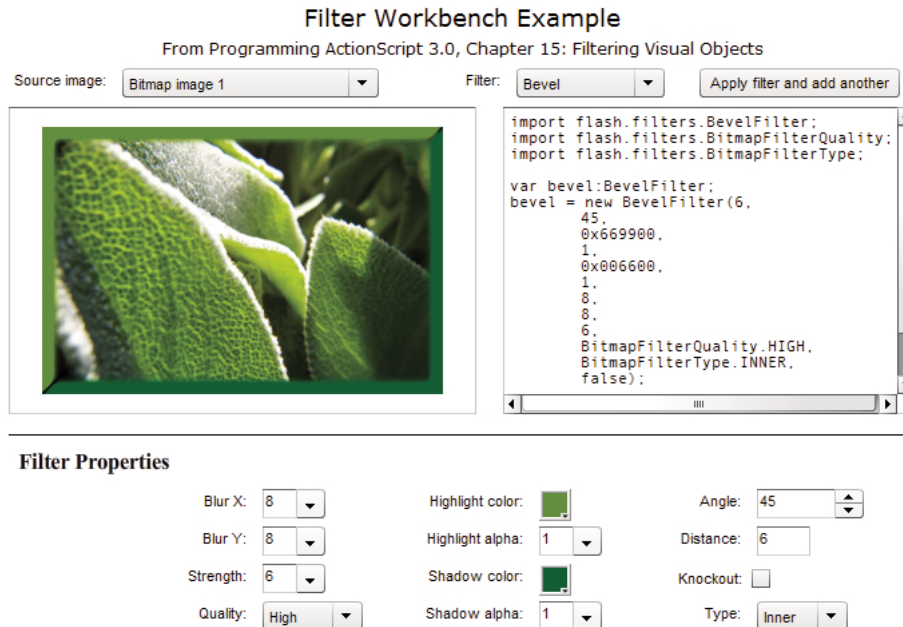 Filter Workbench Example
From Programming ActionScript 3.0, Chapter 15: Filtering Visual Objects
Source image: Bitmap image 1 Filter: Bevel Apply filter and add another
import flash.filters.BevelFilter;
import flash.filters.BitmapFilterQuality;
import flash.filters.BitmapFilterType;
var bevel:BevelFilter;
bevel = new BevelFilter(6,
45,
0x669900,
1,
0x006600,
1,
8,
8,
6,
BitmapFilterQuality.HIGH,
BitmapFilterType.INNER,
false);
Filter Properties
Blur X: 8 Highlight color: Angle: 45
Blur Y: 8 Highlight alpha: 1 Distance: 6
Strength: 6 Shadow color: Knockout:
Quality: High Shadow alpha: 1 Type: Inner